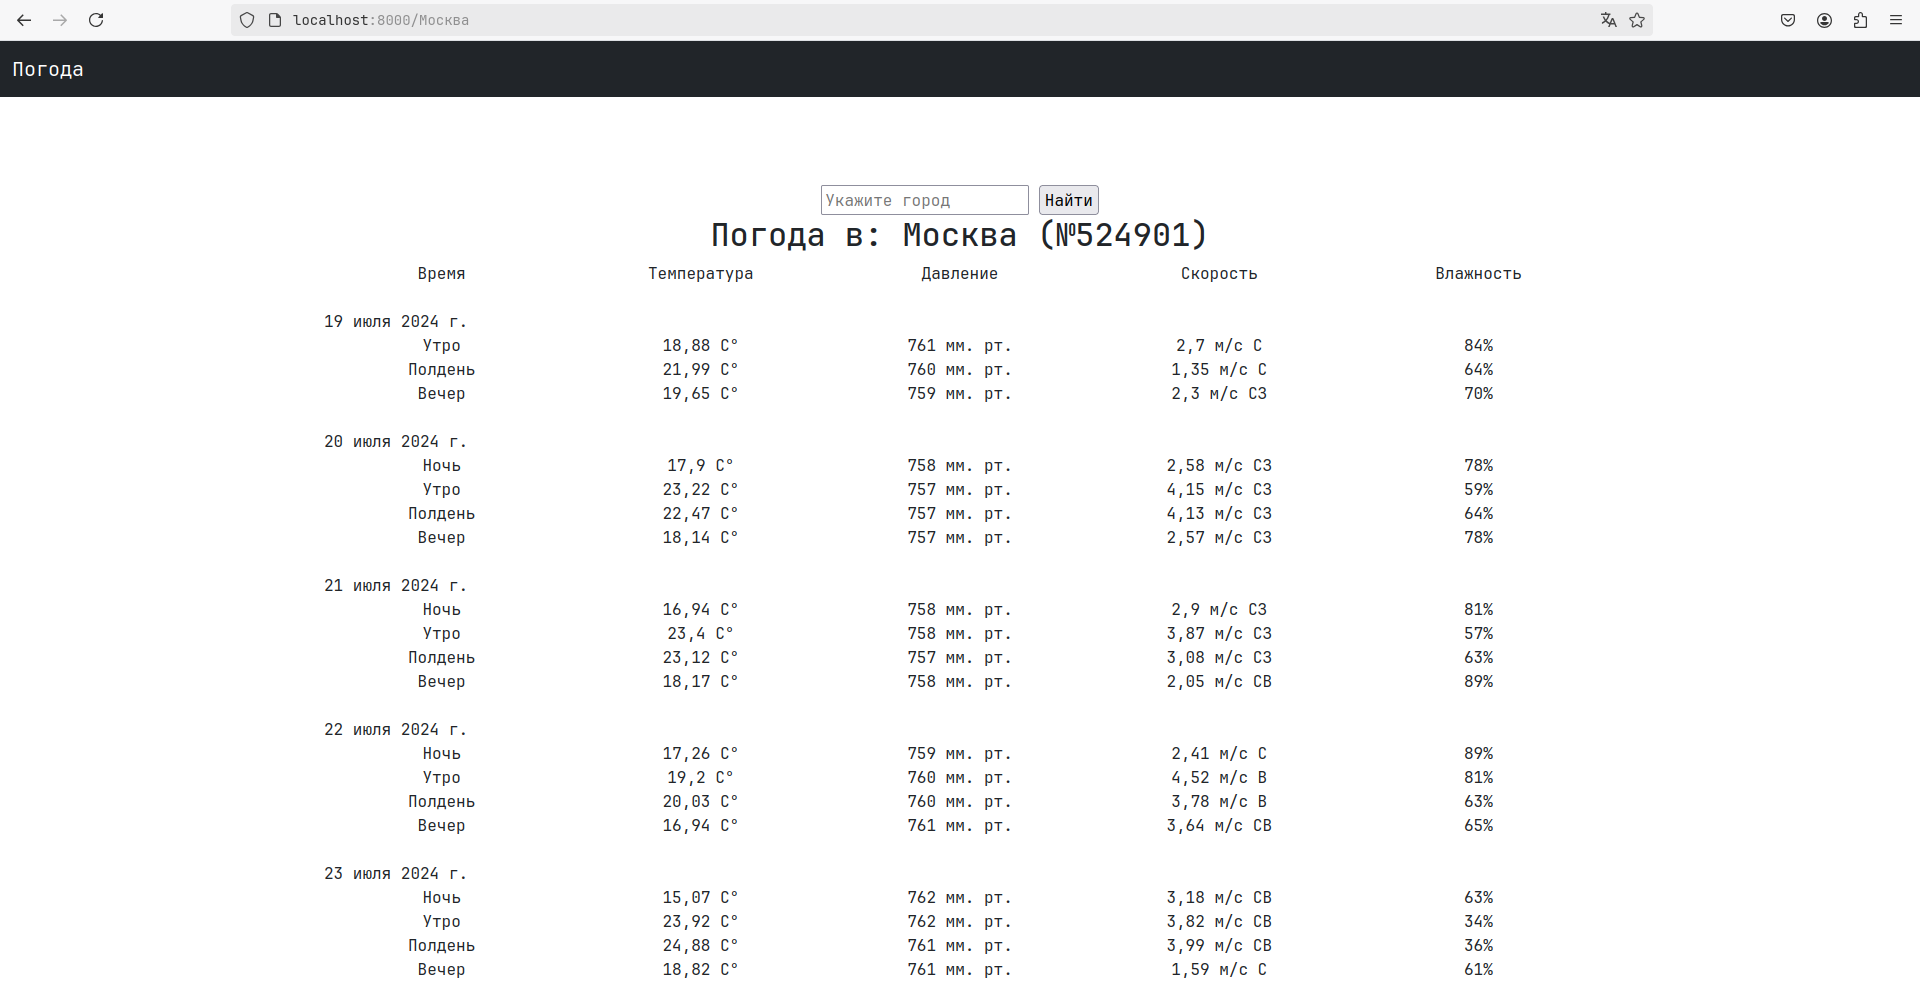 localhost:8000/Москва
Погода
Укажите город Найти
Погода в: Москва (№524901)
Время Температура Давление Скорость Влажность
19 июля 2024 г.
Утро 18,88 C° 761 мм. рт. 2,7 м/с С 84%
Полдень 21,99 C° 760 мм. рт. 1,35 м/с С 64%
Вечер 19,65 C° 759 мм. рт. 2,3 м/с СЗ 70%
20 июля 2024 г.
Ночь 17,9 C° 758 мм. рт. 2,58 м/с СЗ 78%
Утро 23,22 C° 757 мм. рт. 4,15 м/с СЗ 59%
Полдень 22,47 C° 757 мм. рт. 4,13 м/с СЗ 64%
Вечер 18,14 C° 757 мм. рт. 2,57 м/с СЗ 78%
21 июля 2024 г.
Ночь 16,94 C° 758 мм. рт. 2,9 м/с СЗ 81%
Утро 23,4 C° 758 мм. рт. 3,87 м/с СЗ 57%
Полдень 23,12 C° 757 мм. рт. 3,08 м/с СЗ 63%
Вечер 18,17 C° 758 мм. рт. 2,05 м/с СВ 89%
22 июля 2024 г.
Ночь 17,26 C° 759 мм. рт. 2,41 м/с С 89%
Утро 19,2 C° 760 мм. рт. 4,52 м/с В 81%
Полдень 20,03 C° 760 мм. рт. 3,78 м/с В 63%
Вечер 16,94 C° 761 мм. рт. 3,64 м/с СВ 65%
23 июля 2024 г.
Ночь 15,07 C° 762 мм. рт. 3,18 м/с СВ 63%
Утро 23,92 C° 762 мм. рт. 3,82 м/с СВ 34%
Полдень 24,88 C° 761 мм. рт. 3,99 м/с СВ 36%
Вечер 18,82 C° 761 мм. рт. 1,59 м/с С 61%